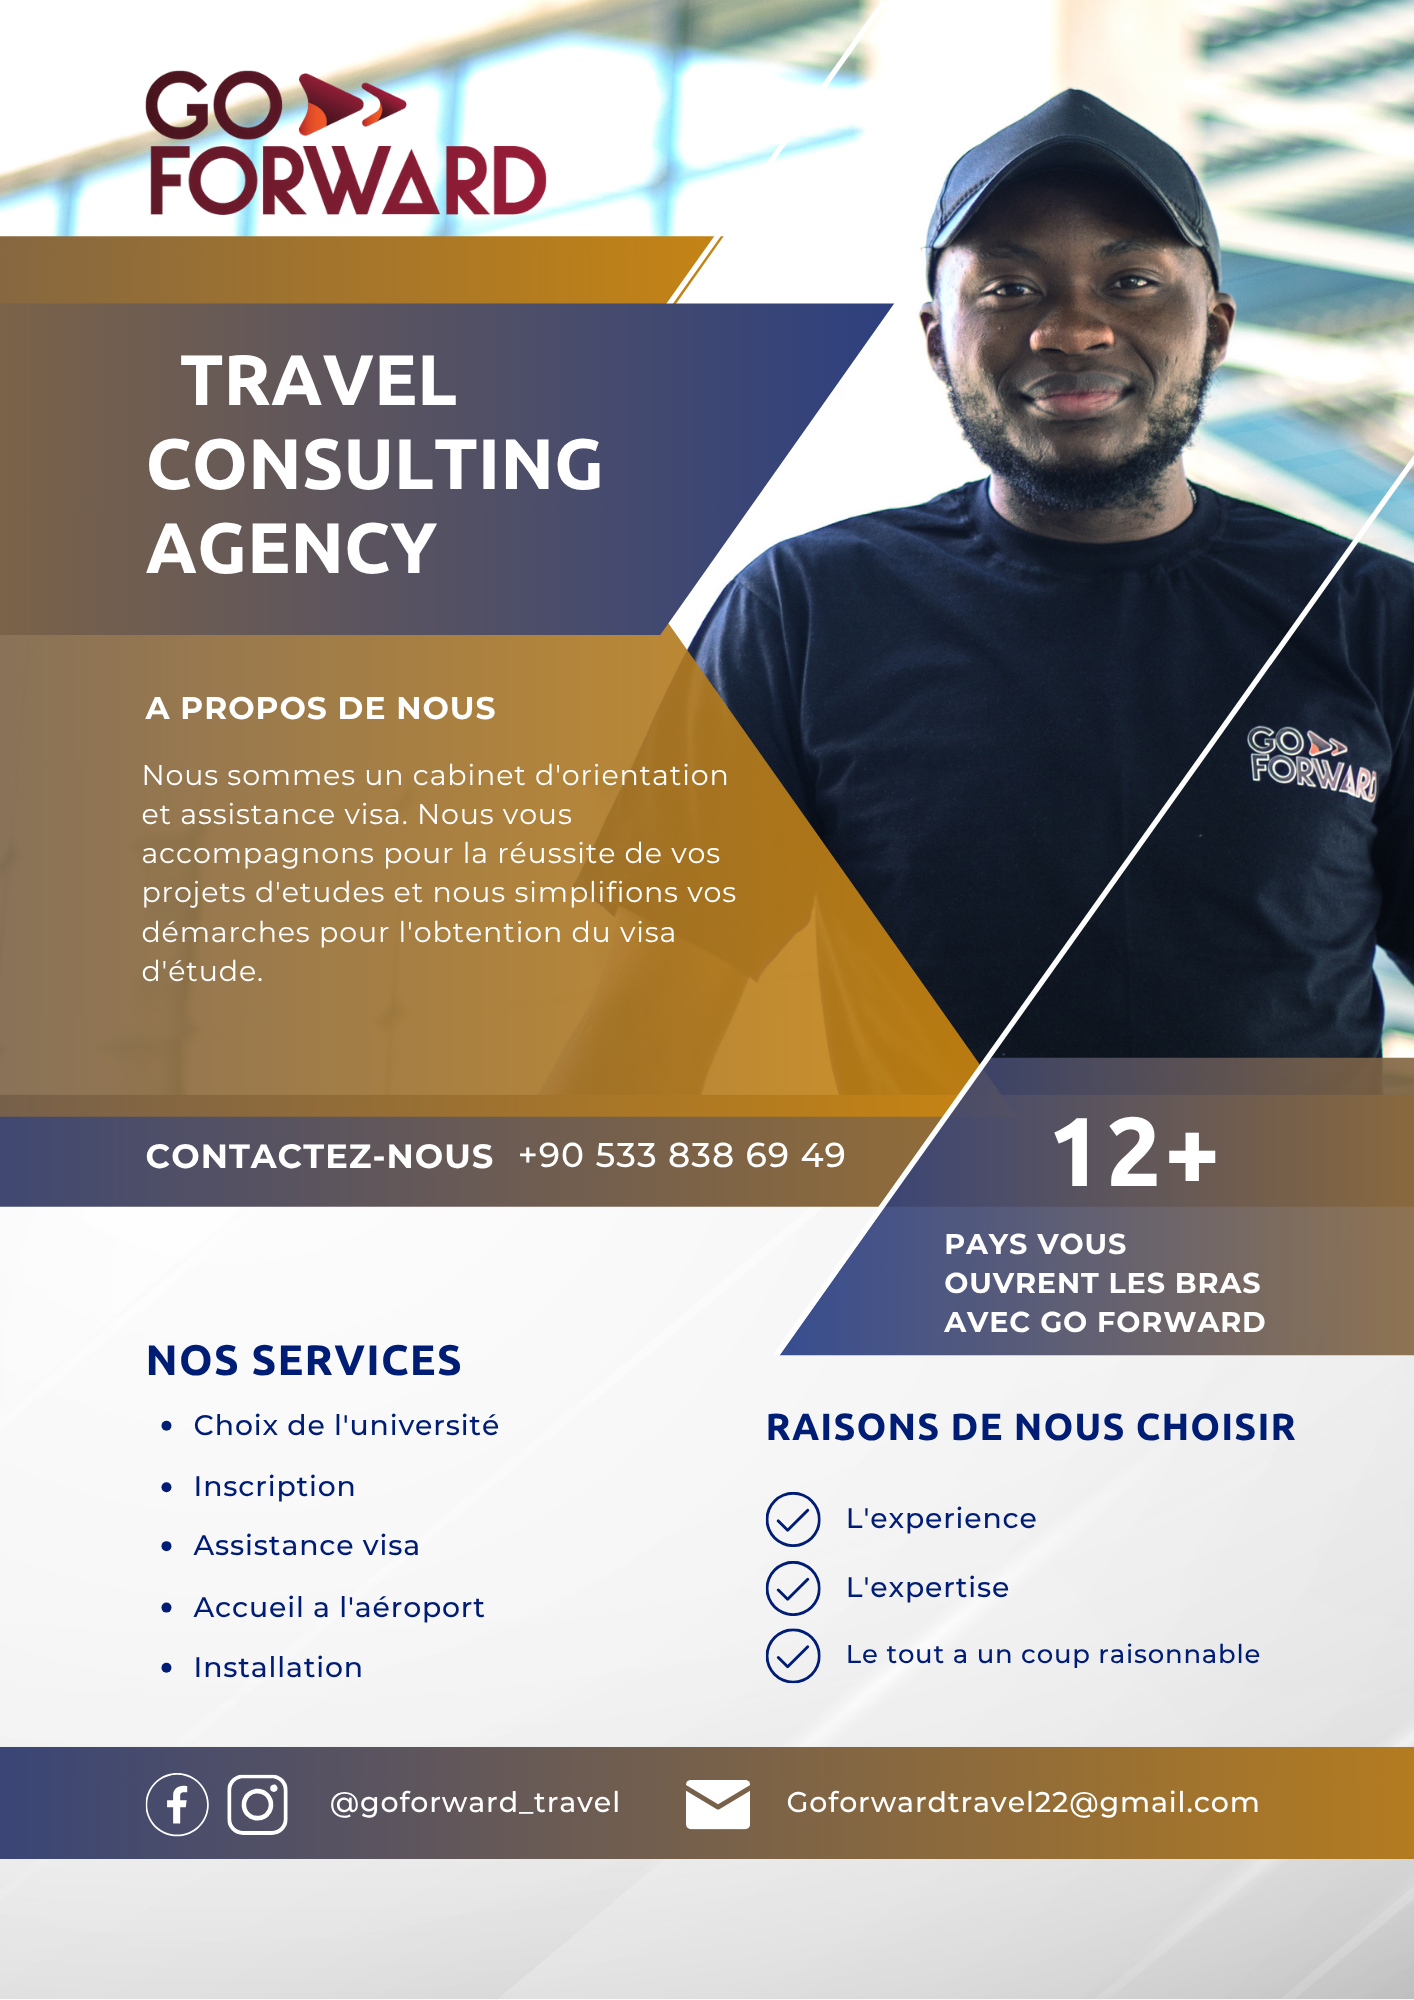 GO
FORWARD
TRAVEL
CONSULTING
AGENCY
A PROPOS DE NOUS
Nous sommes un cabinet d'orientation
et assistance visa. Nous vous
accompagnons pour la réussite de vos
projets d'etudes et nous simplifions vos
démarches pour l'obtention du visa
d'étude.
GO
FORWARD
CONTACTEZ-NOUS +90 533 838 69 49
12+
PAYS VOUS
OUVRENT LES BRAS
AVEC GO FORWARD
NOS SERVICES
• Choix de l'université
• Inscription
• Assistance visa
• Accueil a l'aéroport
• Installation
RAISONS DE NOUS CHOISIR
L'experience
L'expertise
Le tout a un coup raisonnable
@goforward_travel
Goforwardtravel22@gmail.com